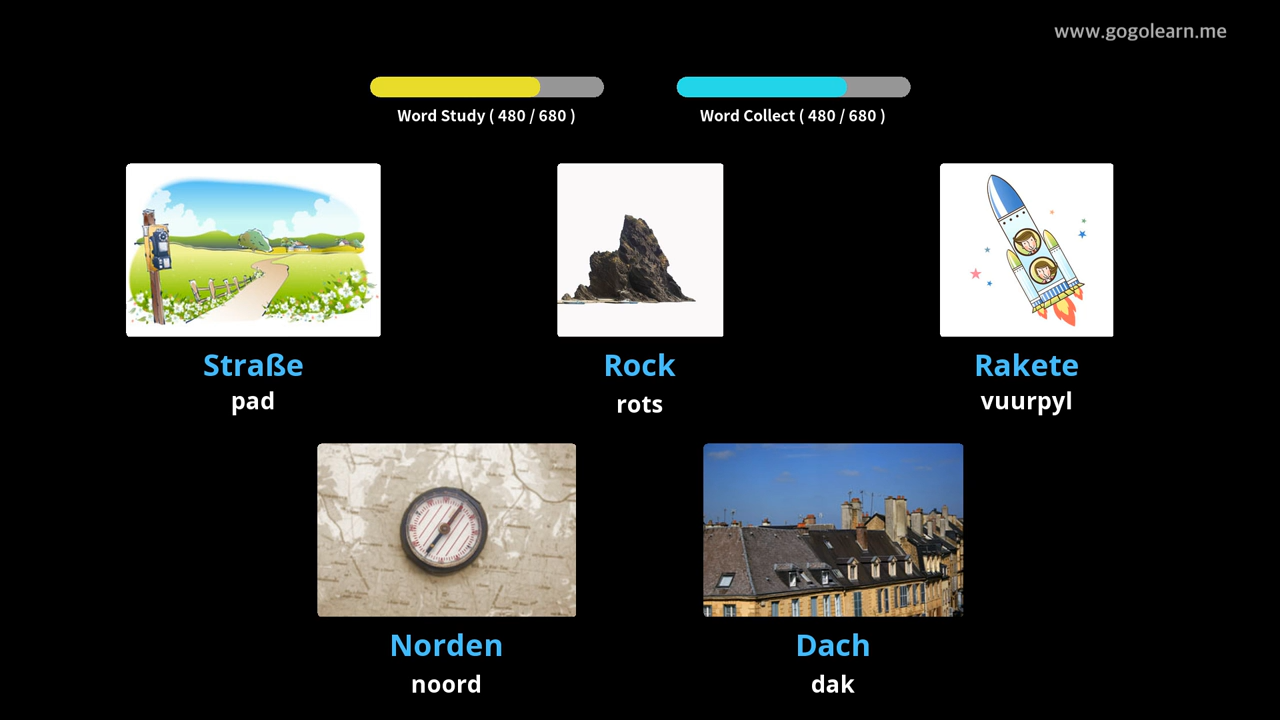 www.gogolearn.me
Word Study ( 480 / 680 )
Word Collect ( 480 / 680 )
Straße
pad
Rock
rots
Rakete
vuurpyl
Norden
noord
Dach
dak